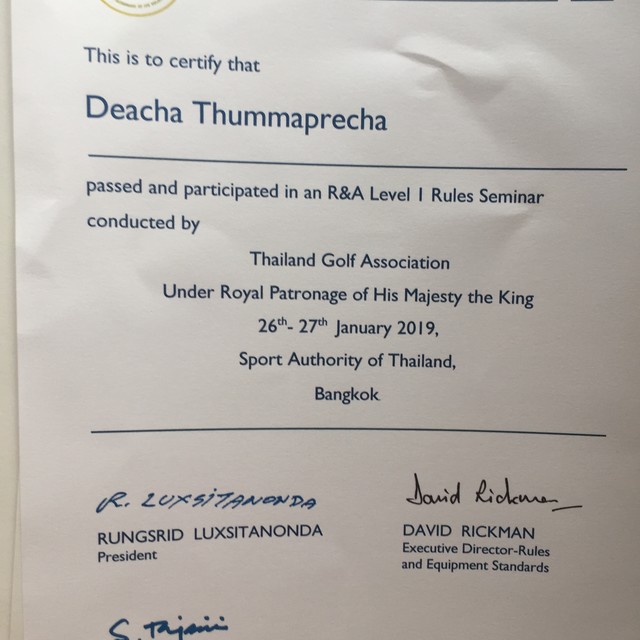 This is to certify that
Deacha Thummaprecha
passed and participated in an R&A Level 1 Rules Seminar
conducted by
Thailand Golf Association
Under Royal Patronage of His Majesty the King
26th- 27th January 2019,
Sport Authority of Thailand,
Bangkok
R. LUXSITANONDA
David Rickman
RUNGSRID LUXSITANONDA
DAVID RICKMAN
President
Executive Director-Rules
and Equipment Standards